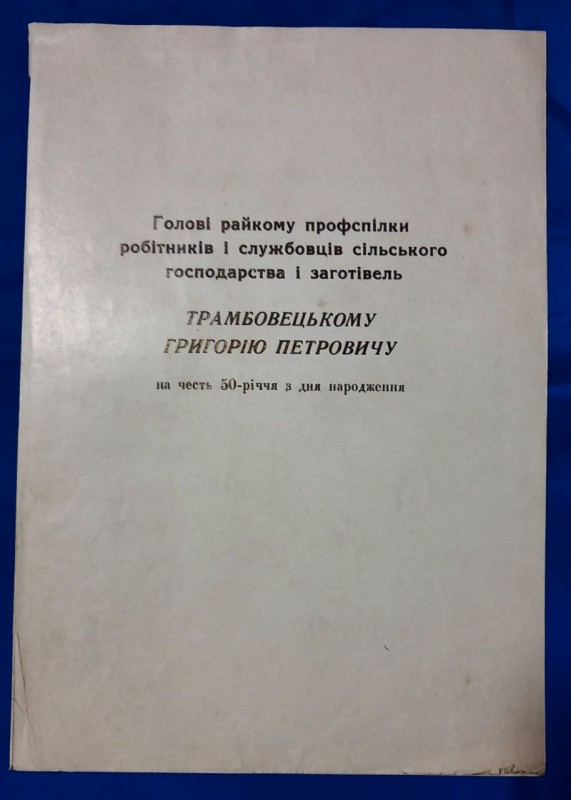 Голові райкому профспілки
робітників і службовців сільського
господарства і заготівель
ТРАМБОВЕЦЬКОМУ
ГРИГОРІЮ ПЕТРОВИЧУ
на честь 50-річчя з дня народження